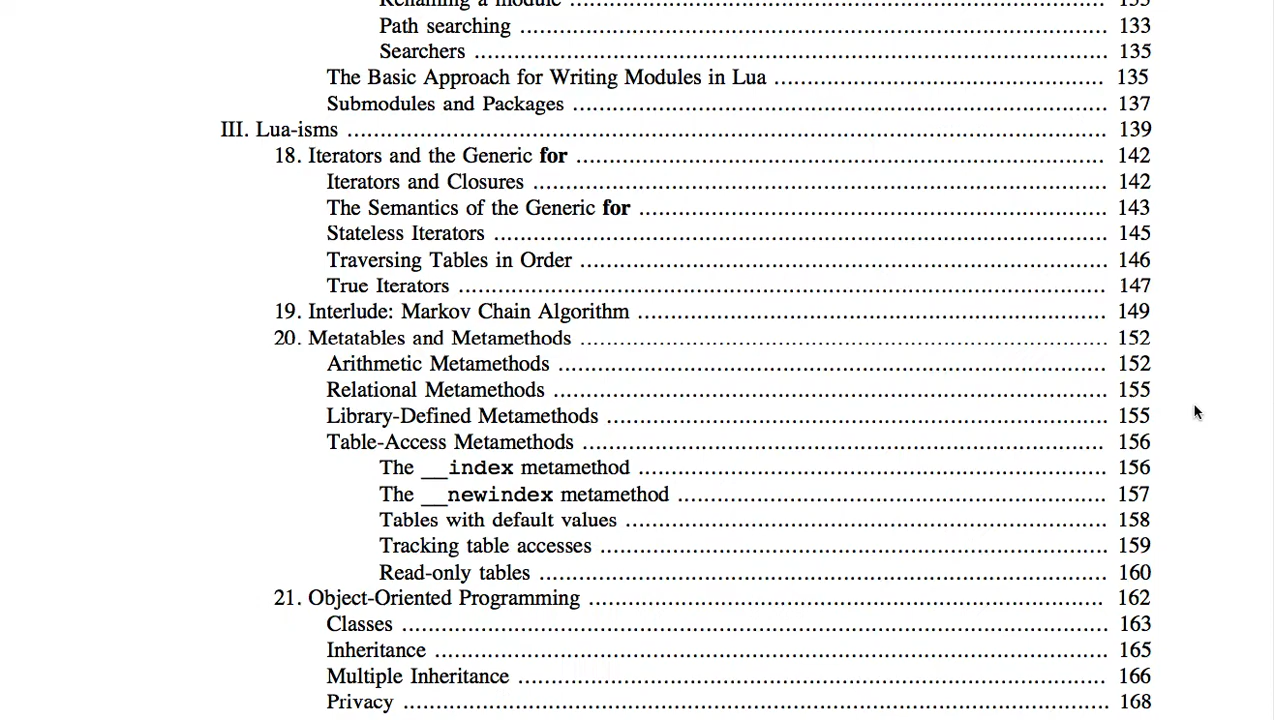 Renaming a module ........ 133
Path searching ........ 133
Searchers ........ 135
The Basic Approach for Writing Modules in Lua ........ 135
Submodules and Packages ........ 137
III. Lua-isms ........ 139
18. Iterators and the Generic for ........ 142
Iterators and Closures ........ 142
The Semantics of the Generic for ........ 143
Stateless Iterators ........ 145
Traversing Tables in Order ........ 146
True Iterators ........ 147
19. Interlude: Markov Chain Algorithm ........ 149
20. Metatables and Metamethods ........ 152
Arithmetic Metamethods ........ 152
Relational Metamethods ........ 155
Library-Defined Metamethods ........ 155
Table-Access Metamethods ........ 156
The __index metamethod ........ 156
The __newindex metamethod ........ 157
Tables with default values ........ 158
Tracking table accesses ........ 159
Read-only tables ........ 160
21. Object-Oriented Programming ........ 162
Classes ........ 163
Inheritance ........ 165
Multiple Inheritance ........ 166
Privacy ........ 168